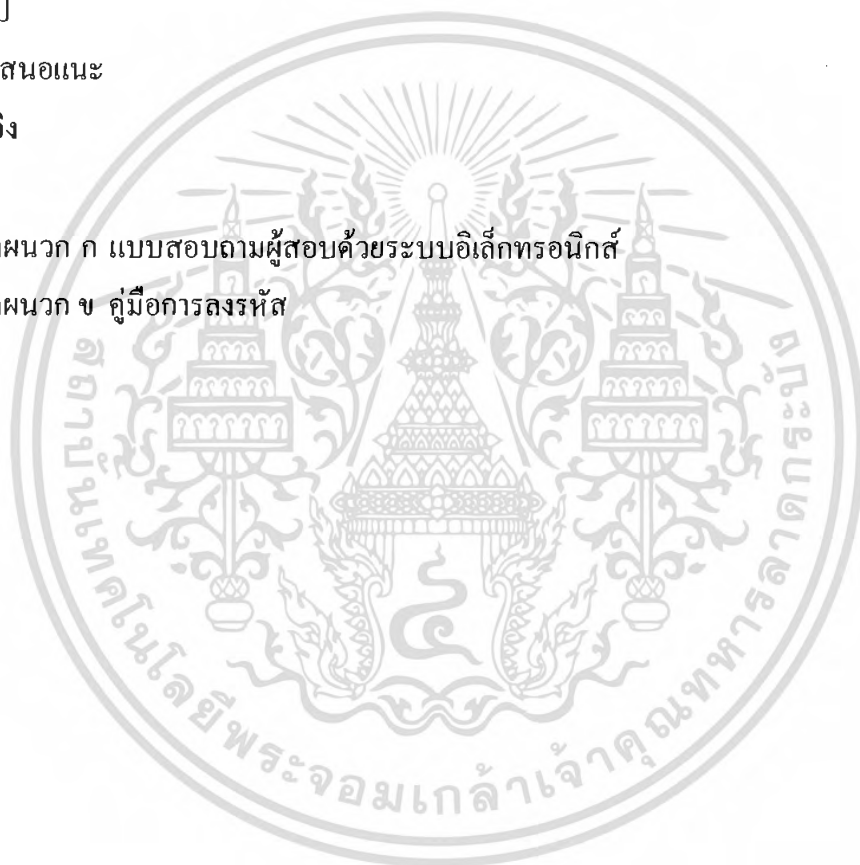 สนอแนะ
ผนวก ก แบบสอบถามผู้สอบด้วยระบบอิเล็กทรอนิกส์
ผนวก ข คู่มือการลงรหัส
สถาบันเทคโนโลยีพระจอมเกล้าเจ้าคุณทหารลาดกระบัง
๔